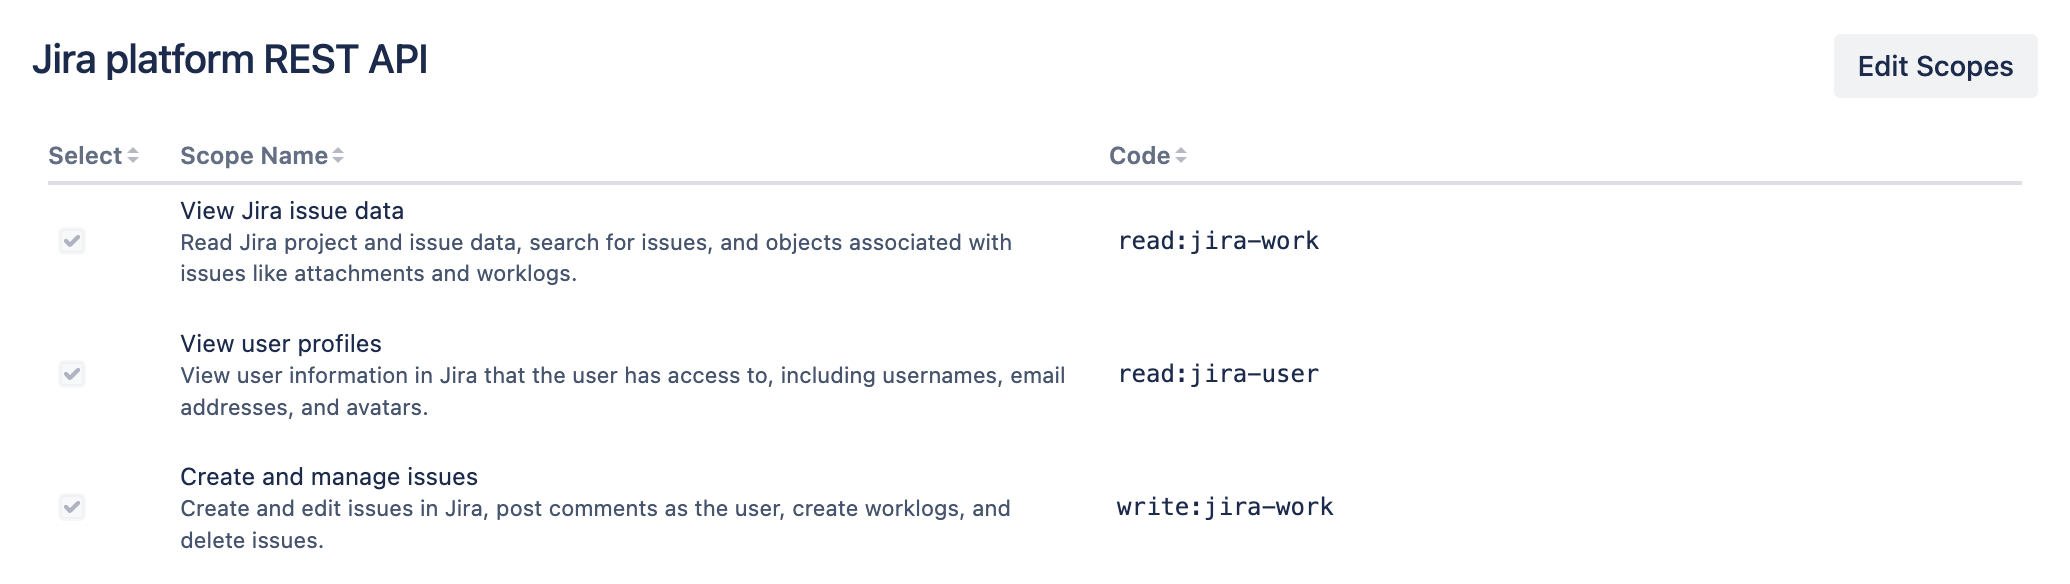 Jira platform REST API
Edit Scopes
Select Scope Name Code
View Jira issue data
Read Jira project and issue data, search for issues, and objects associated with
issues like attachments and worklogs.
read:jira-work
View user profiles
View user information in Jira that the user has access to, including usernames, email
addresses, and avatars.
read:jira-user
Create and manage issues
Create and edit issues in Jira, post comments as the user, create worklogs, and
delete issues.
write:jira-work